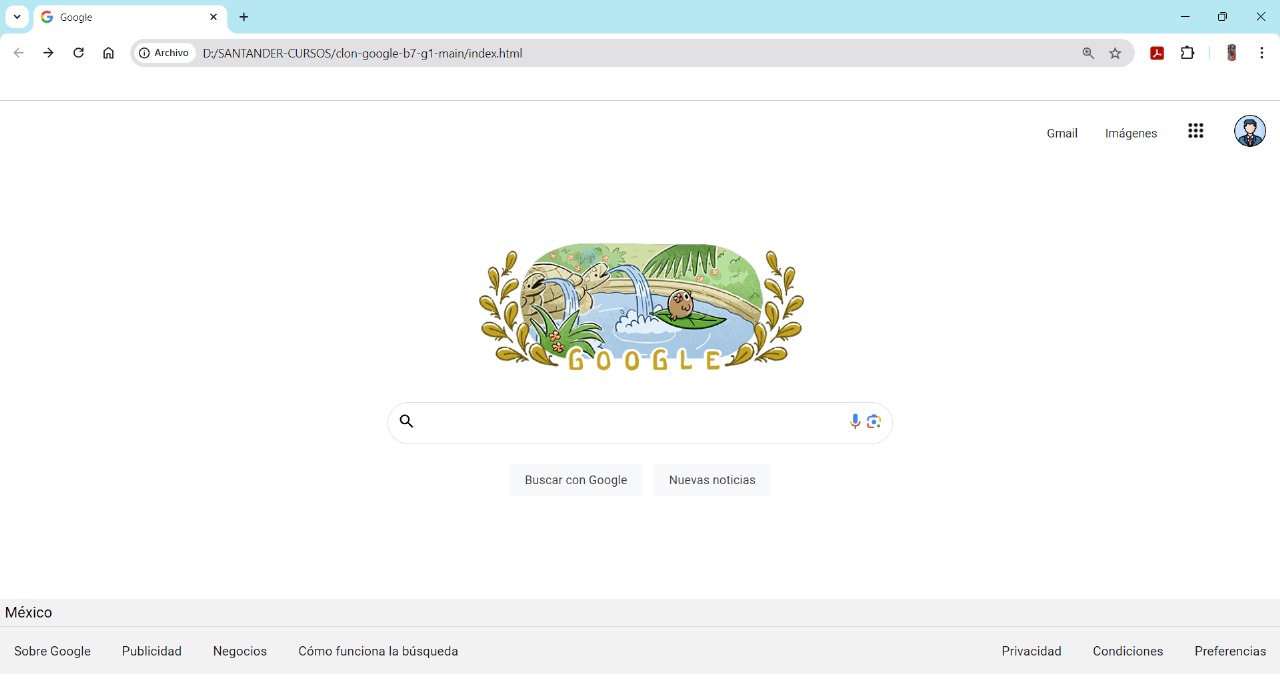 Google
Archivo D:/SANTANDER-CURSOS/clon-google-b7-g1-main/index.html
Gmail Imágenes
GOOGLE
Buscar con Google Nuevas noticias
México
Sobre Google Publicidad Negocios Cómo funciona la búsqueda Privacidad Condiciones Preferencias